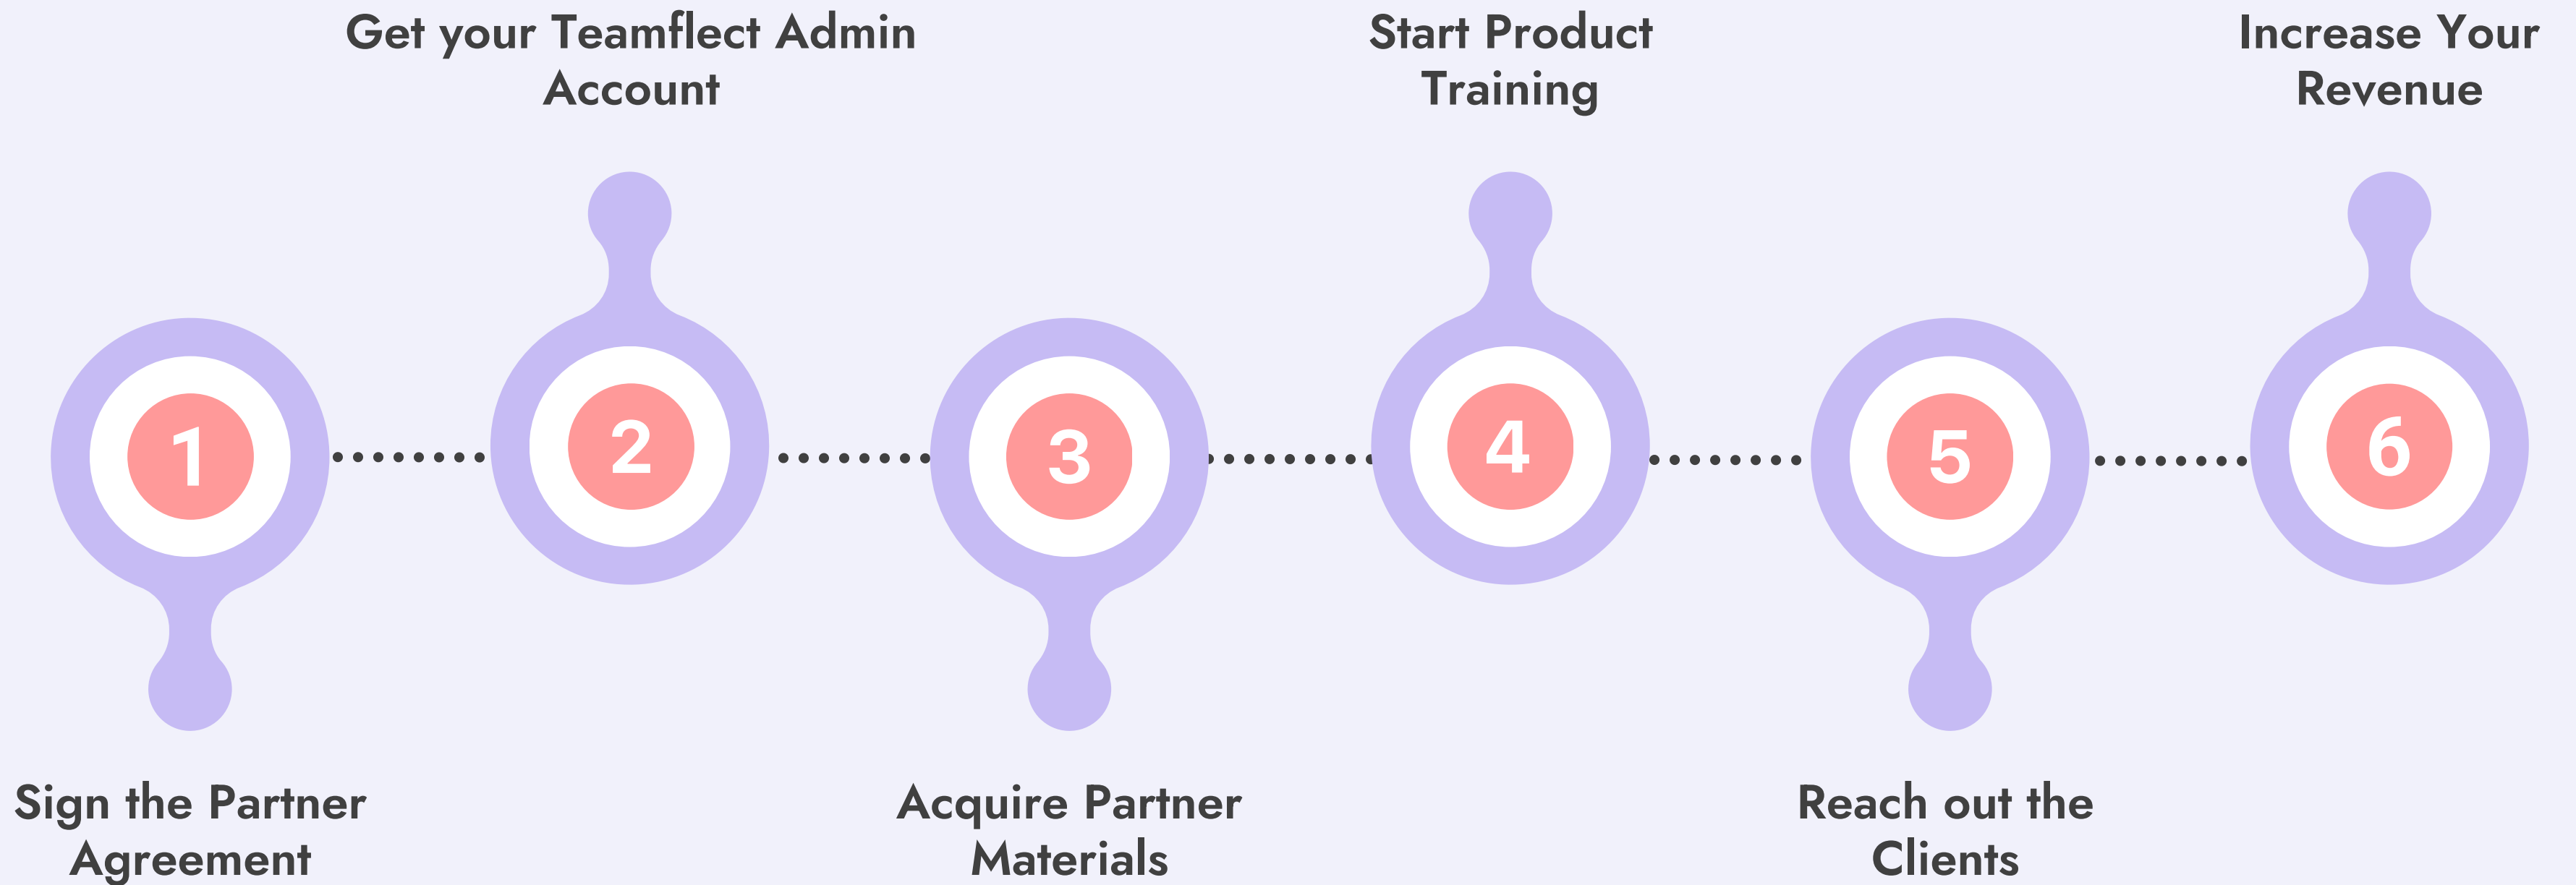 Get your Teamflect Admin
Account
Start Product
Training
Increase Your
Revenue
1
2
3
4
5
6
Sign the Partner
Agreement
Acquire Partner
Materials
Reach out the
Clients